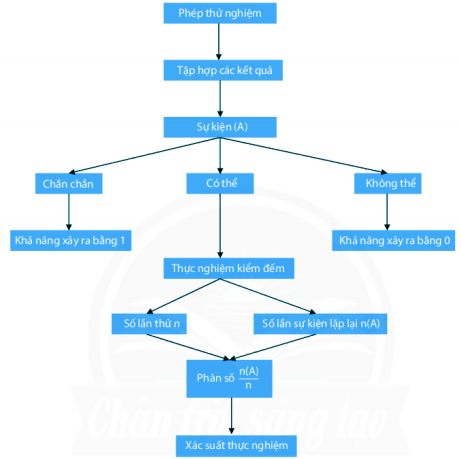 Phép thử nghiệm
Tập hợp các kết quả
Sự kiện (A)
Chắn chắn
Có thể
Không thể
Khả năng xảy ra bằng 1
Khả năng xảy ra bằng 0
Thực nghiệm kiểm đếm
Số lần thử n
Số lần sự kiện lặp lại n(A)
Phân số n(A)/n
Xác suất thực nghiệm
Chân trời sáng tạo